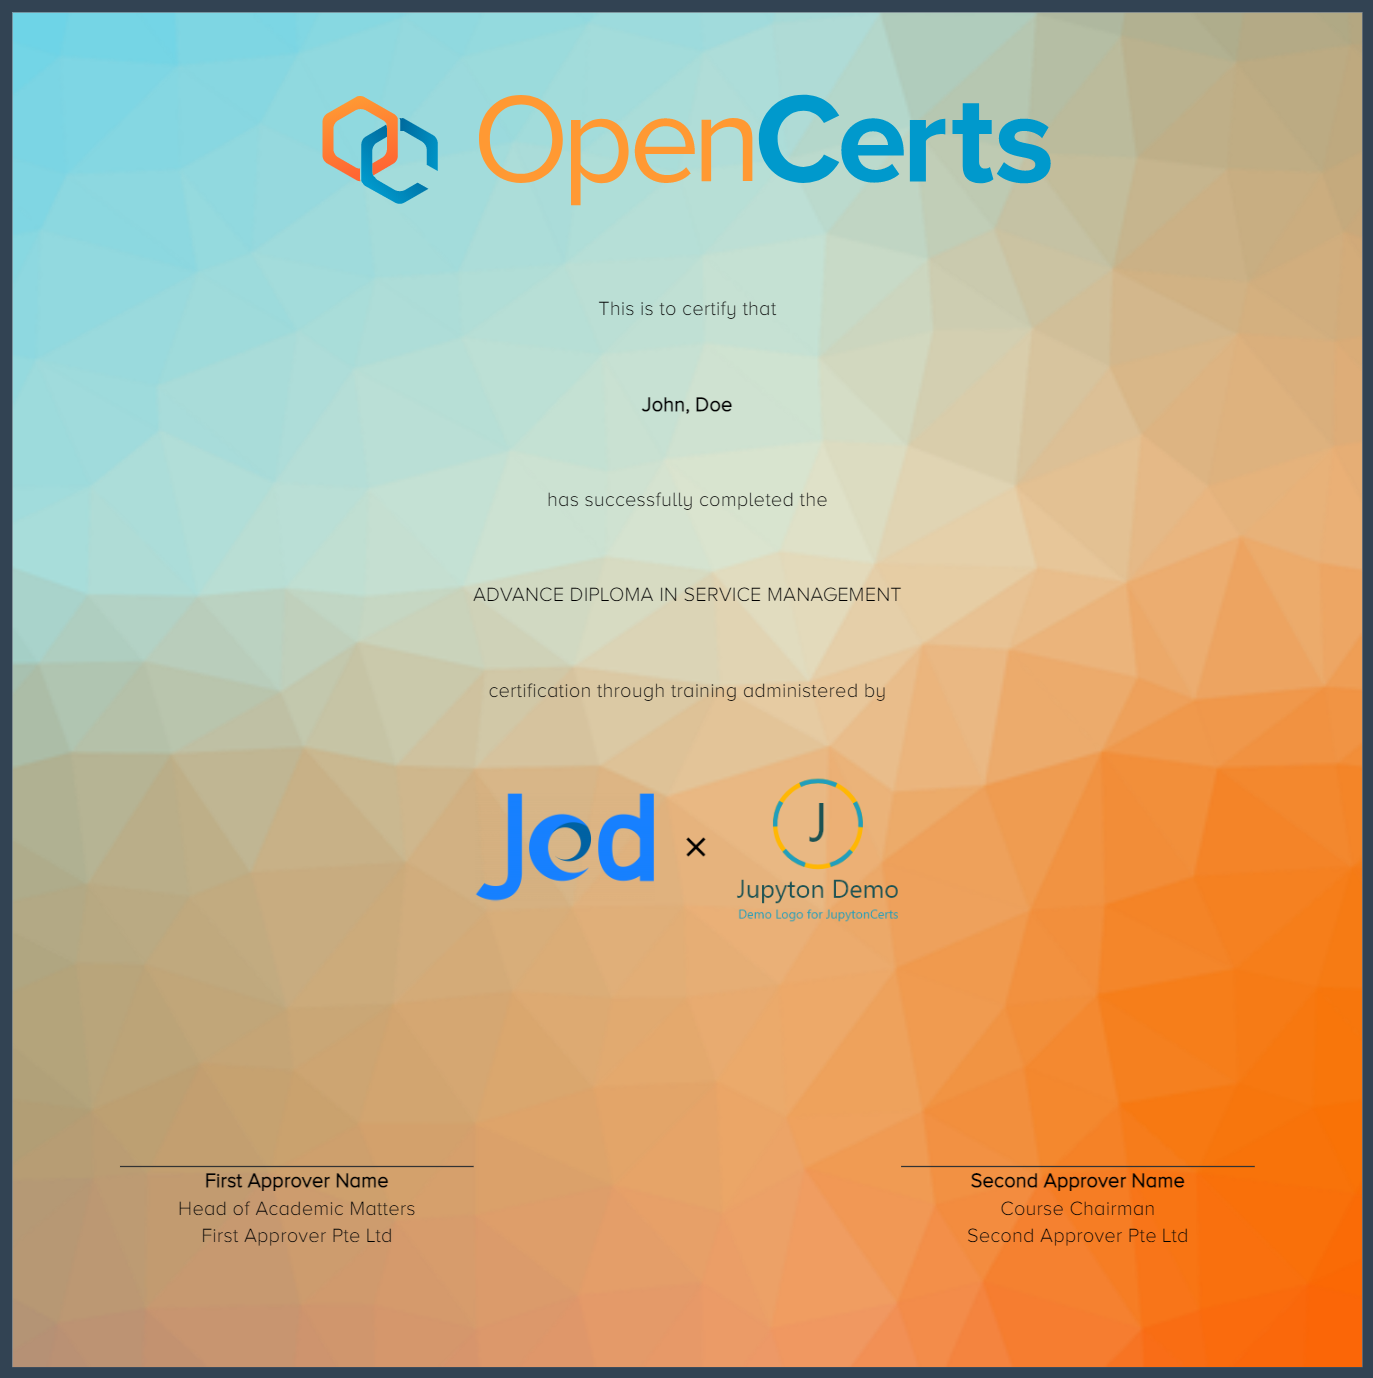 OpenCerts
This is to certify that
John, Doe
has successfully completed the
ADVANCE DIPLOMA IN SERVICE MANAGEMENT
certification through training administered by
Jed
×
J
Jupyton Demo
Demo Logo for JupytonCerts
First Approver Name
Head of Academic Matters
First Approver Pte Ltd
Second Approver Name
Course Chairman
Second Approver Pte Ltd